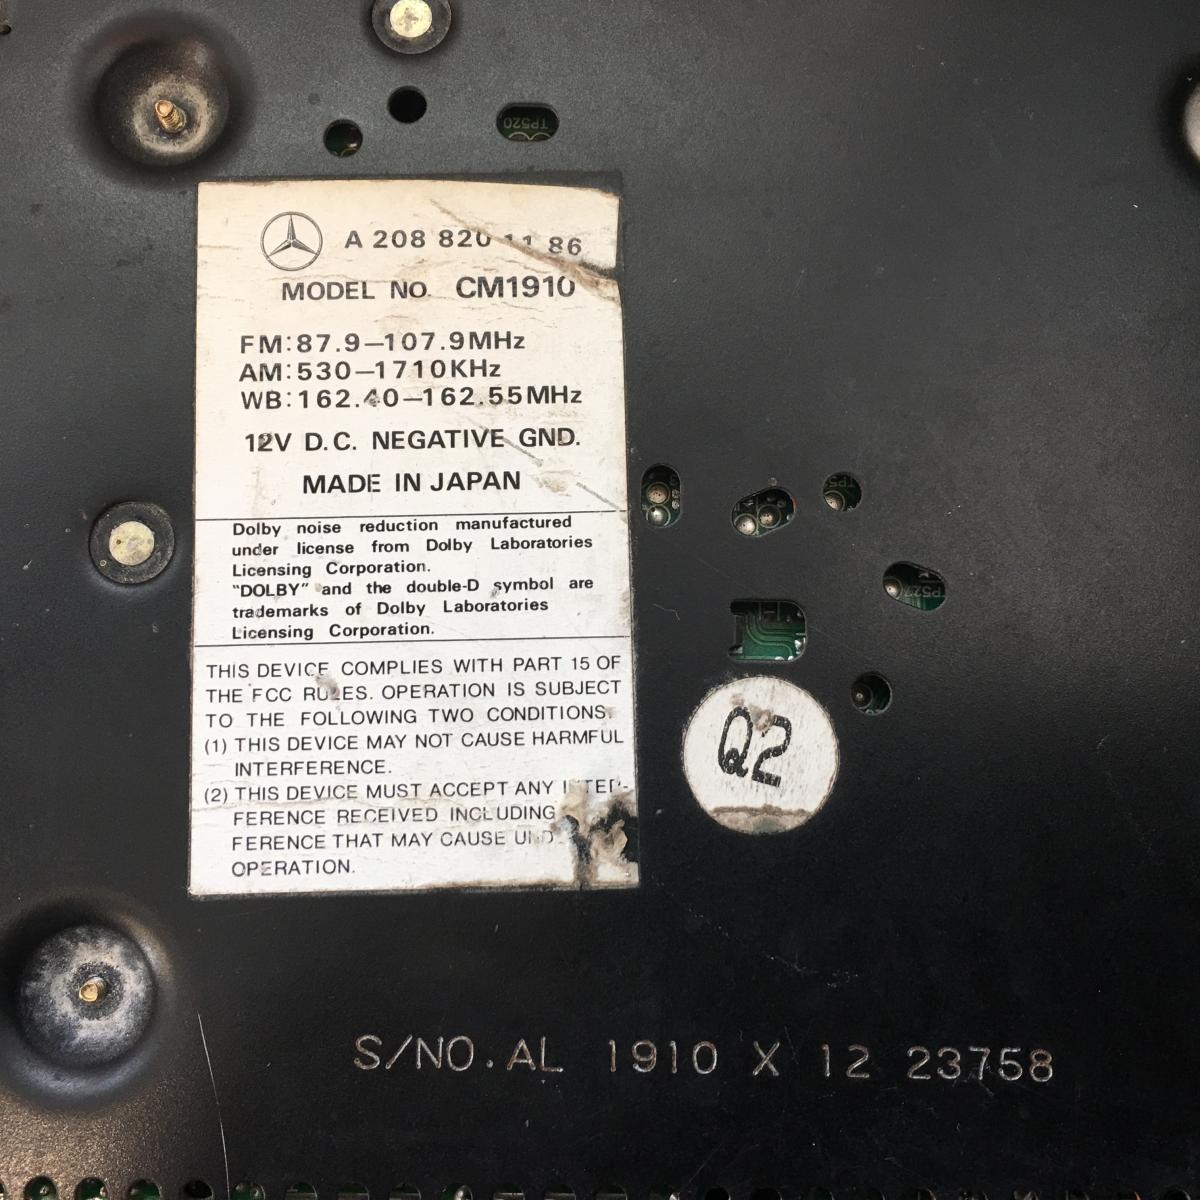 TP520
A 208 820 11 86
MODEL NO. CM1910
FM:87.9–107.9MHz
AM:530–1710KHz
WB:162.40–162.55MHz
12V D.C. NEGATIVE GND.
MADE IN JAPAN
Dolby noise reduction manufactured
under license from Dolby Laboratories
Licensing Corporation.
“DOLBY” and the double-D symbol are
trademarks of Dolby Laboratories
Licensing Corporation.
THIS DEVICE COMPLIES WITH PART 15 OF
THE FCC RULES. OPERATION IS SUBJECT
TO THE FOLLOWING TWO CONDITIONS.
(1) THIS DEVICE MAY NOT CAUSE HARMFUL
INTERFERENCE.
(2) THIS DEVICE MUST ACCEPT ANY INTER-
FERENCE RECEIVED INCLUDING
FERENCE THAT MAY CAUSE
OPERATION.
Q2
S/NO.AL 1910 X 12 23758